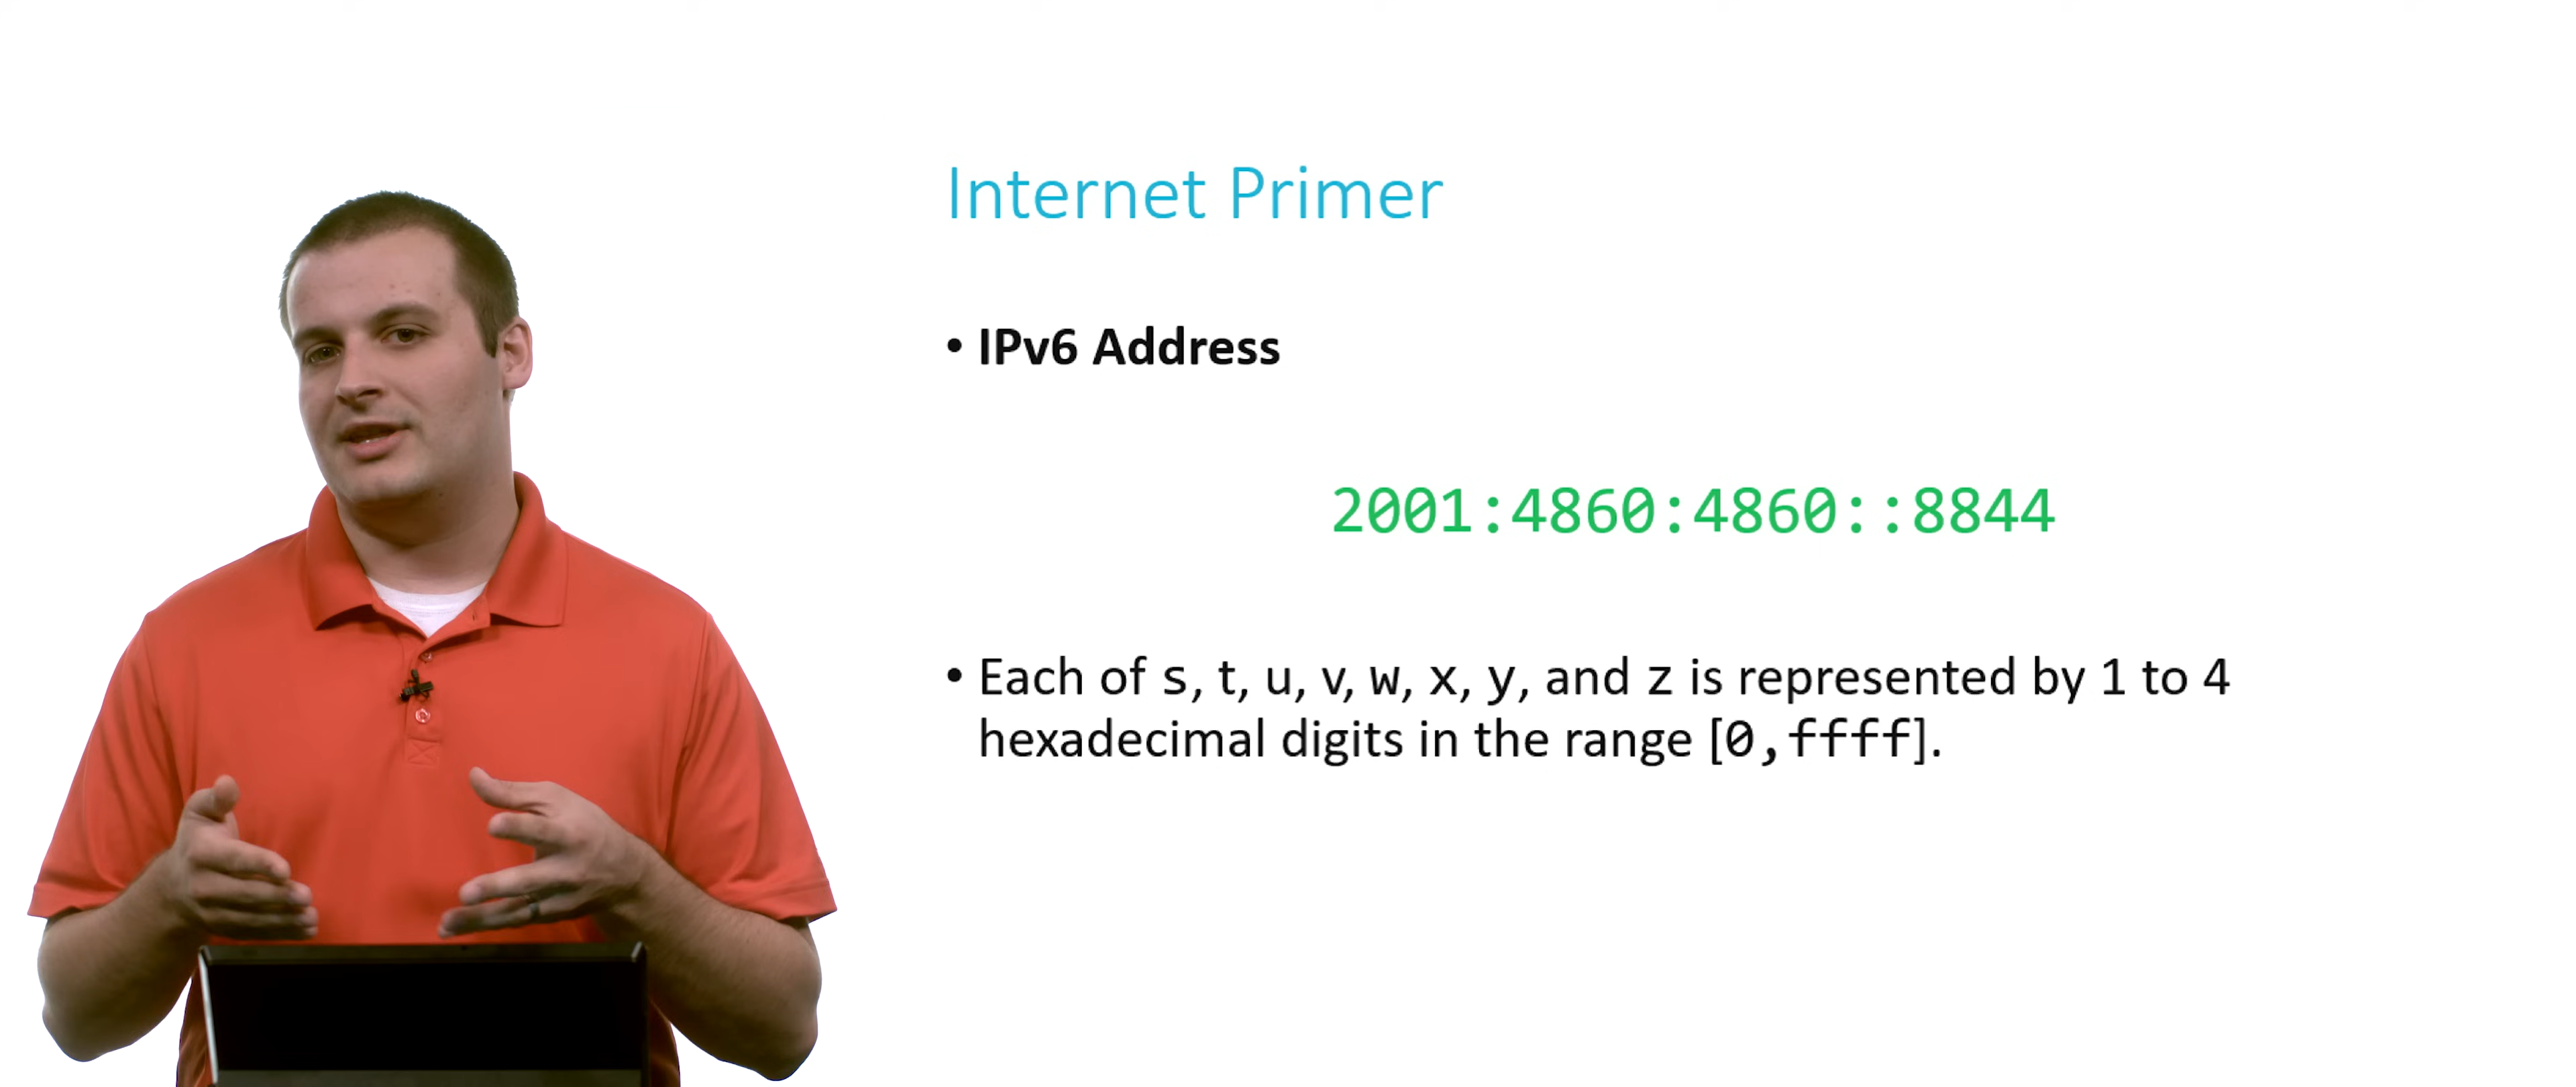 Internet Primer
• IPv6 Address
2001:4860:4860::8844
• Each of s, t, u, v, w, x, y, and z is represented by 1 to 4
hexadecimal digits in the range [0,ffff].